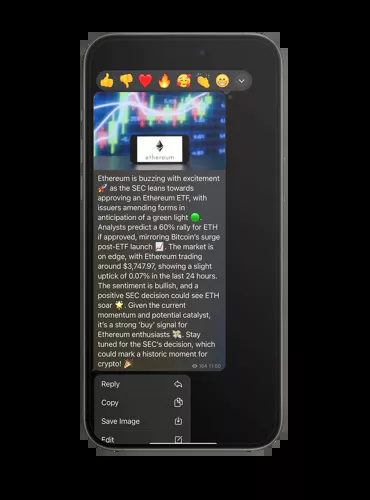 ethereum
Ethereum is buzzing with excitement
🚀 as the SEC leans towards
approving an Ethereum ETF, with
issuers amending forms in
anticipation of a green light 🟢.
Analysts predict a 60% rally for ETH
if approved, mirroring Bitcoin's surge
post-ETF launch 📈. The market is
on edge, with Ethereum trading
around $3,747.97, showing a slight
uptick of 0.07% in the last 24 hours.
The sentiment is bullish, and a
positive SEC decision could see ETH
soar 🌟. Given the current
momentum and potential catalyst,
it's a strong 'buy' signal for
Ethereum enthusiasts 💸. Stay
tuned for the SEC's decision, which
could mark a historic moment for
crypto! 🎉
164 11:00
Reply
Copy
Save Image
Edit